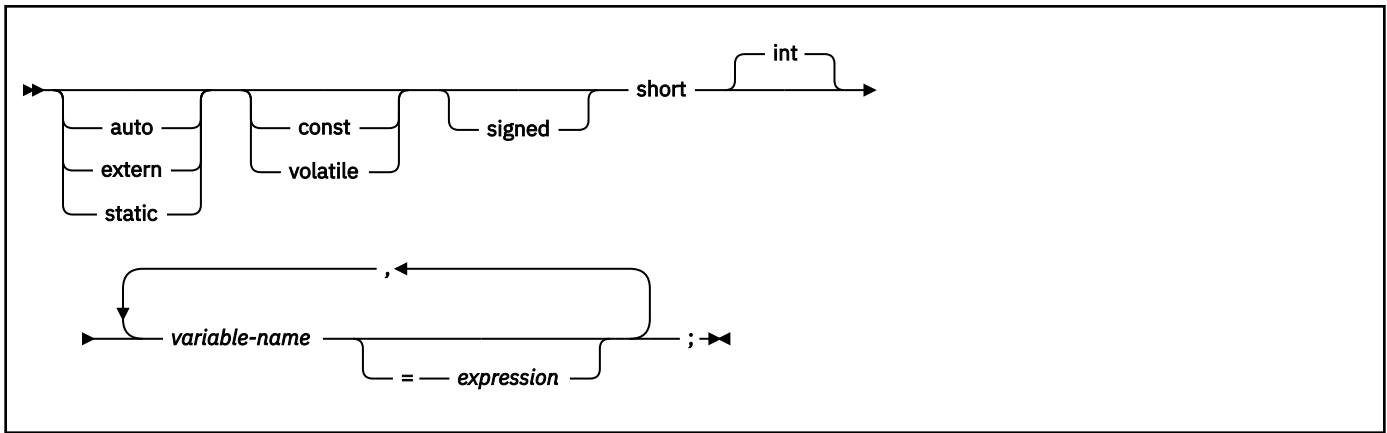 int
short
auto const signed
extern volatile
static
,
variable-name ;
= expression